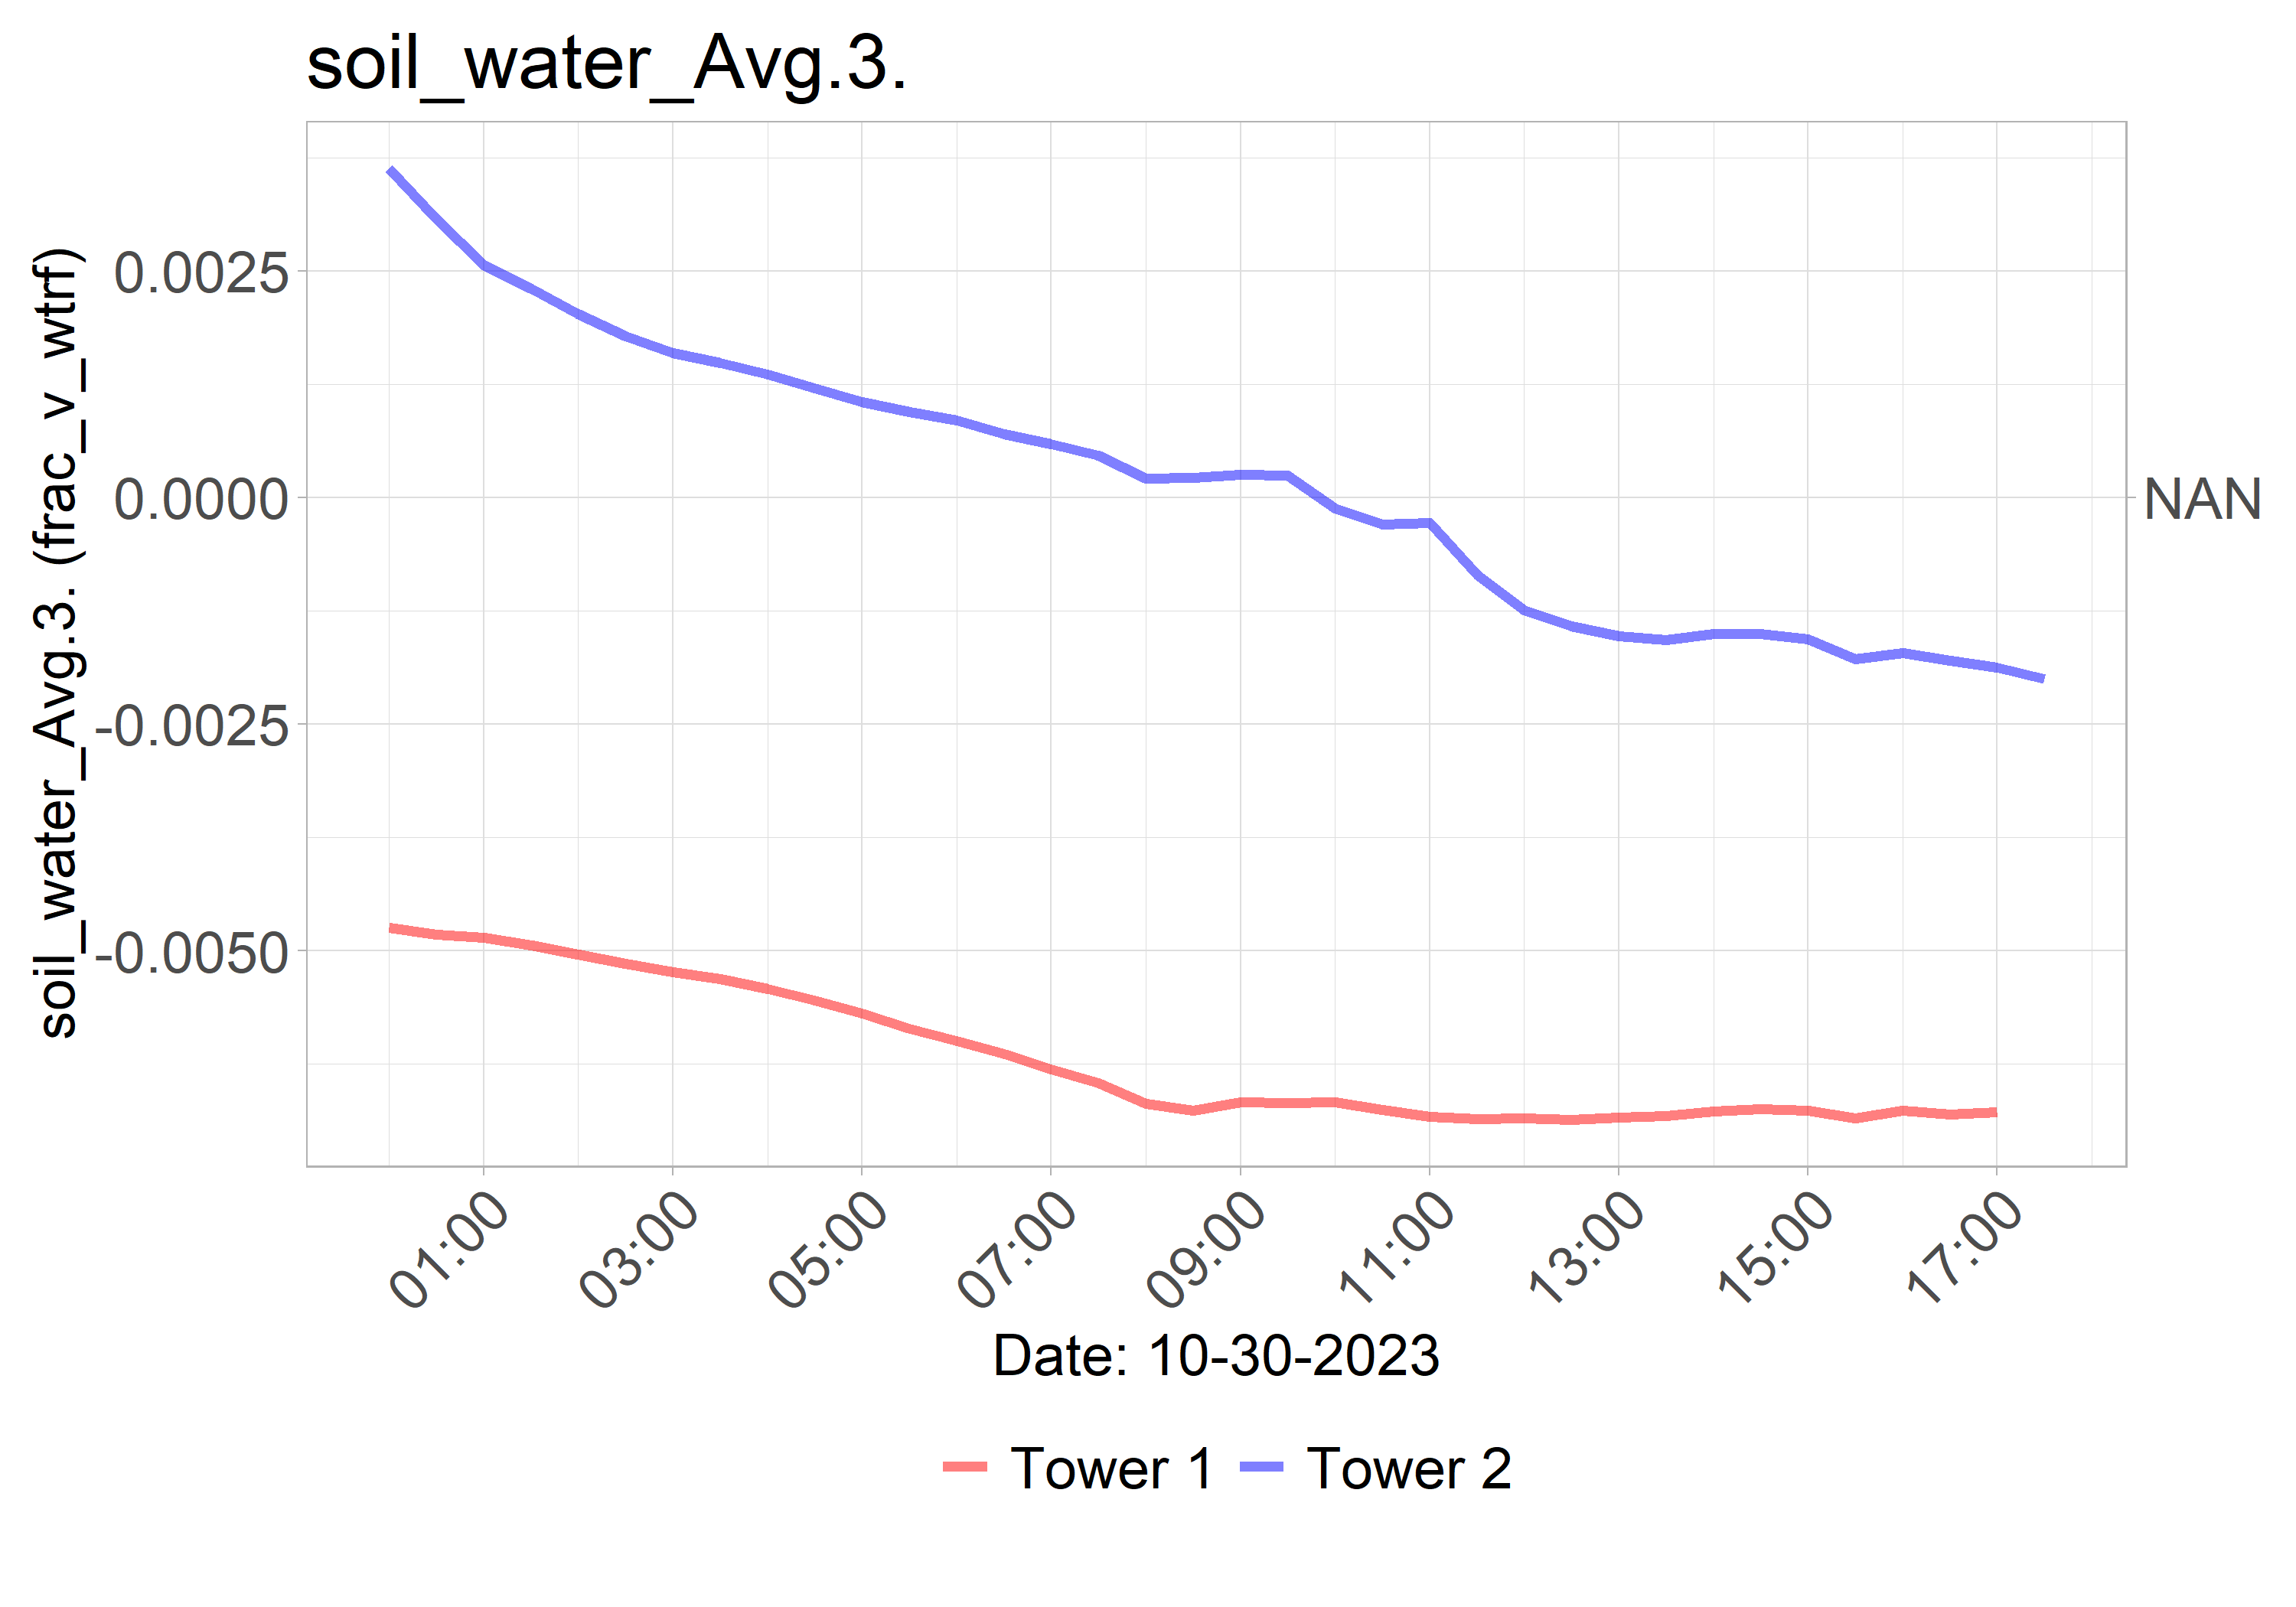 soil_water_Avg.3.
soil_water_Avg.3. (frac_v_wtrf)
0.0025
0.0000
-0.0025
-0.0050
NAN
01:00
03:00
05:00
07:00
09:00
11:00
13:00
15:00
17:00
Date: 10-30-2023
Tower 1
Tower 2